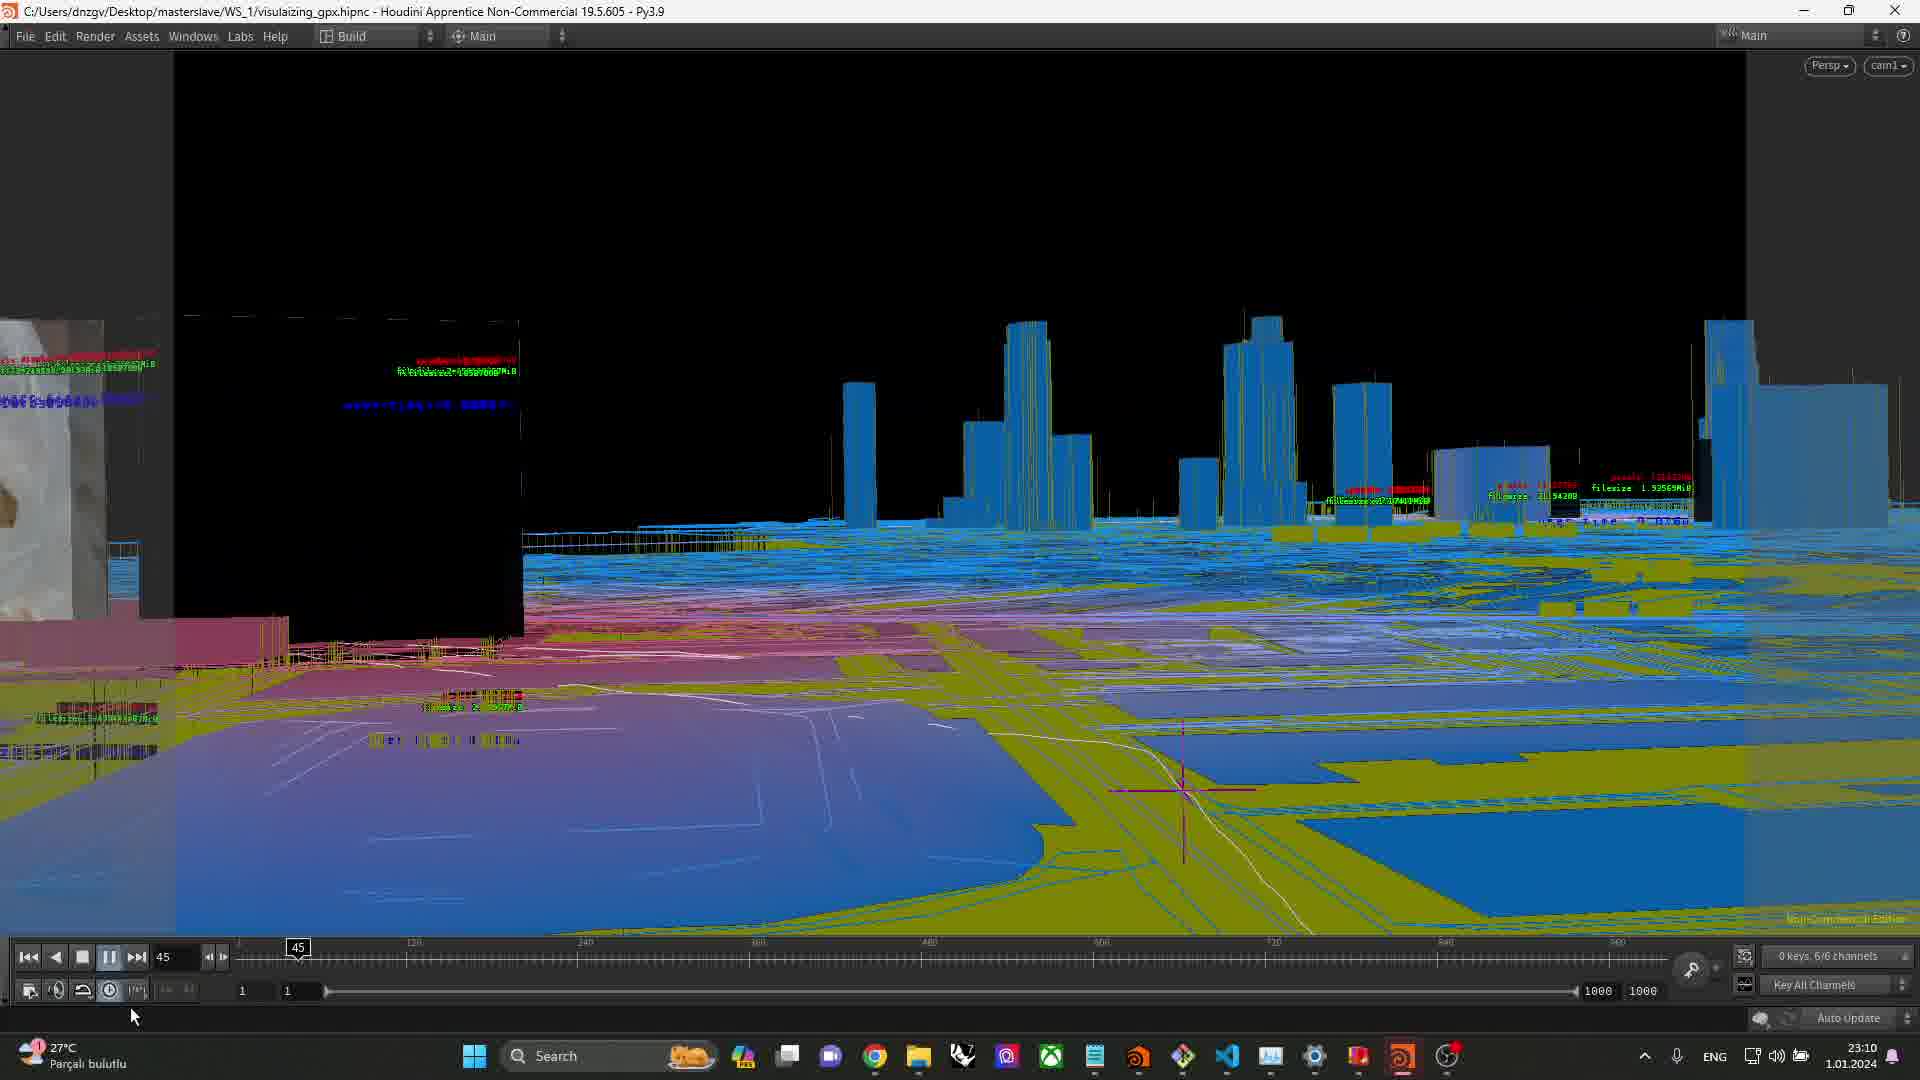 C:/Users/dnzgv/Desktop/masterslave/WS_1/visulaizing_gpx.hipnc - Houdini Apprentice Non-Commercial 19.5.605 - Py3.9
File Edit Render Assets Windows Labs Help Build Main Main
Persp cam1
filesize 1.92569MiB
Non-Commercial Edition
45 1 45 120 240 360 480 600 720 840 960 0 keys, 6/6 channels
1 1 1000 1000 Key All Channels
Auto Update
27°C
Parçalı bulutlu
Search
ENG
23:10
1.01.2024